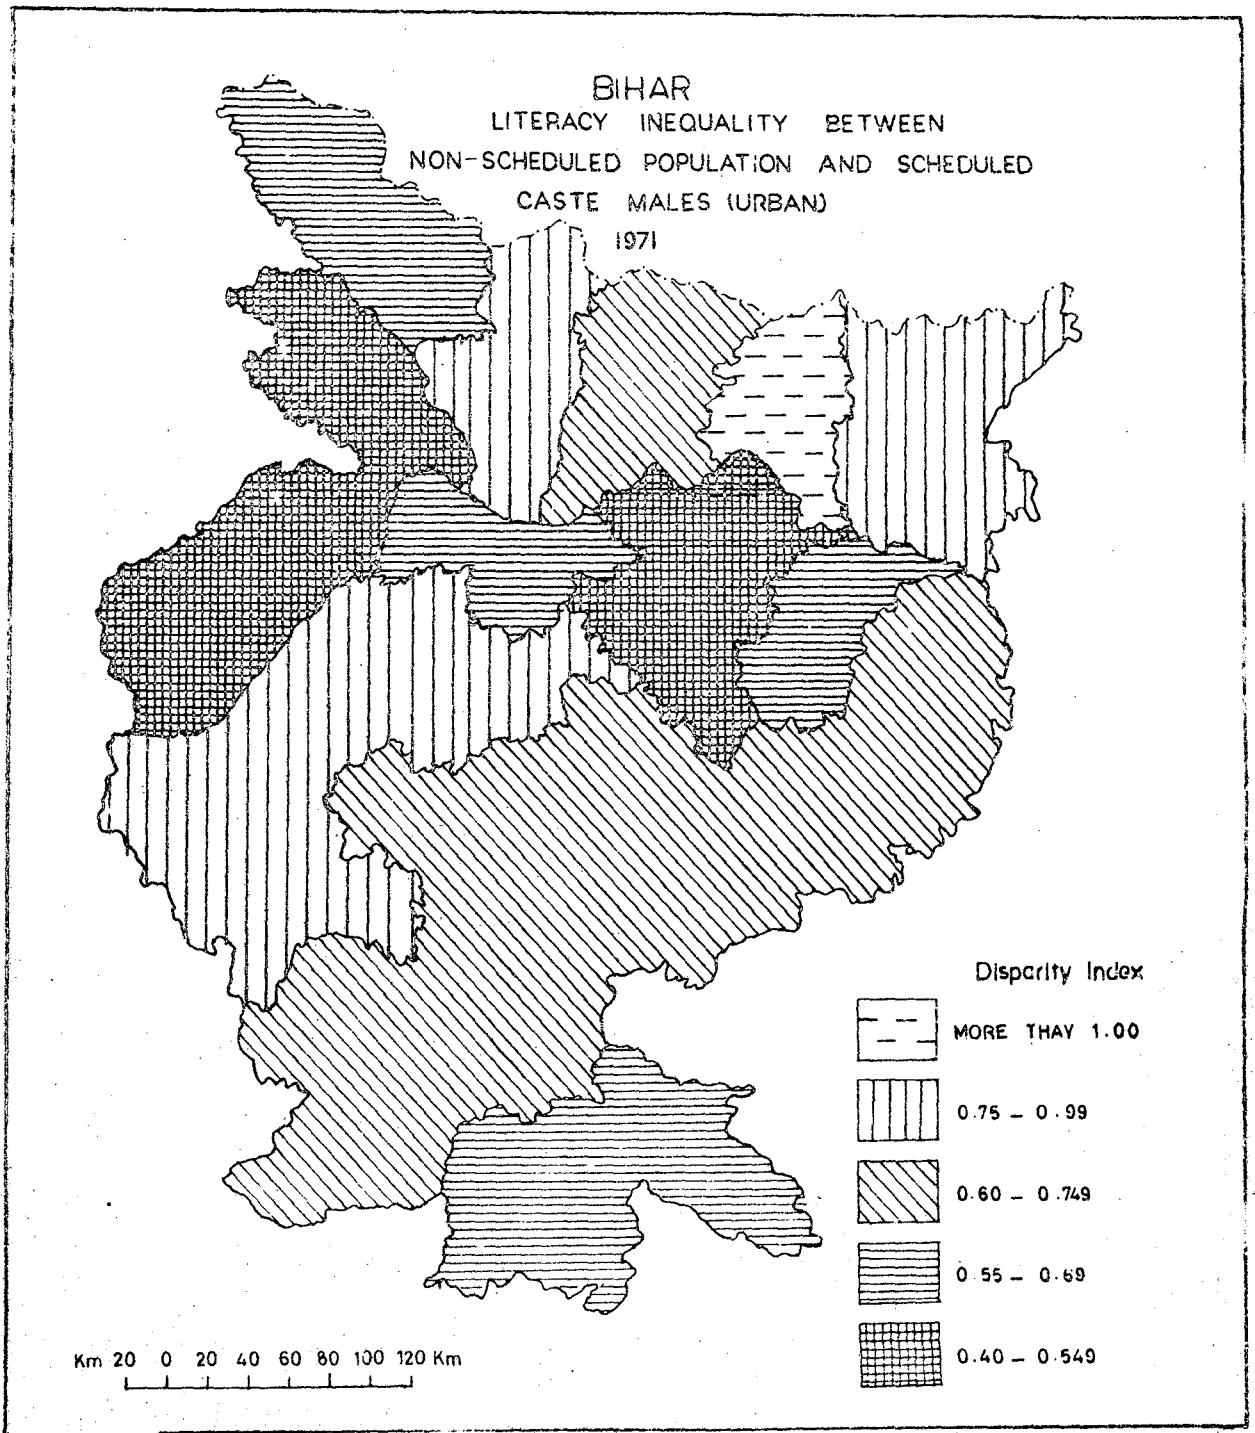 BIHAR
LITERACY INEQUALITY BETWEEN
NON-SCHEDULED POPULATION AND SCHEDULED
CASTE MALES (URBAN)
1971
Disparity Index
MORE THAY 1.00
0.75 - 0.99
0.60 - 0.749
0.55 - 0.69
0.40 - 0.549
Km 20 0 20 40 60 80 100 120 Km